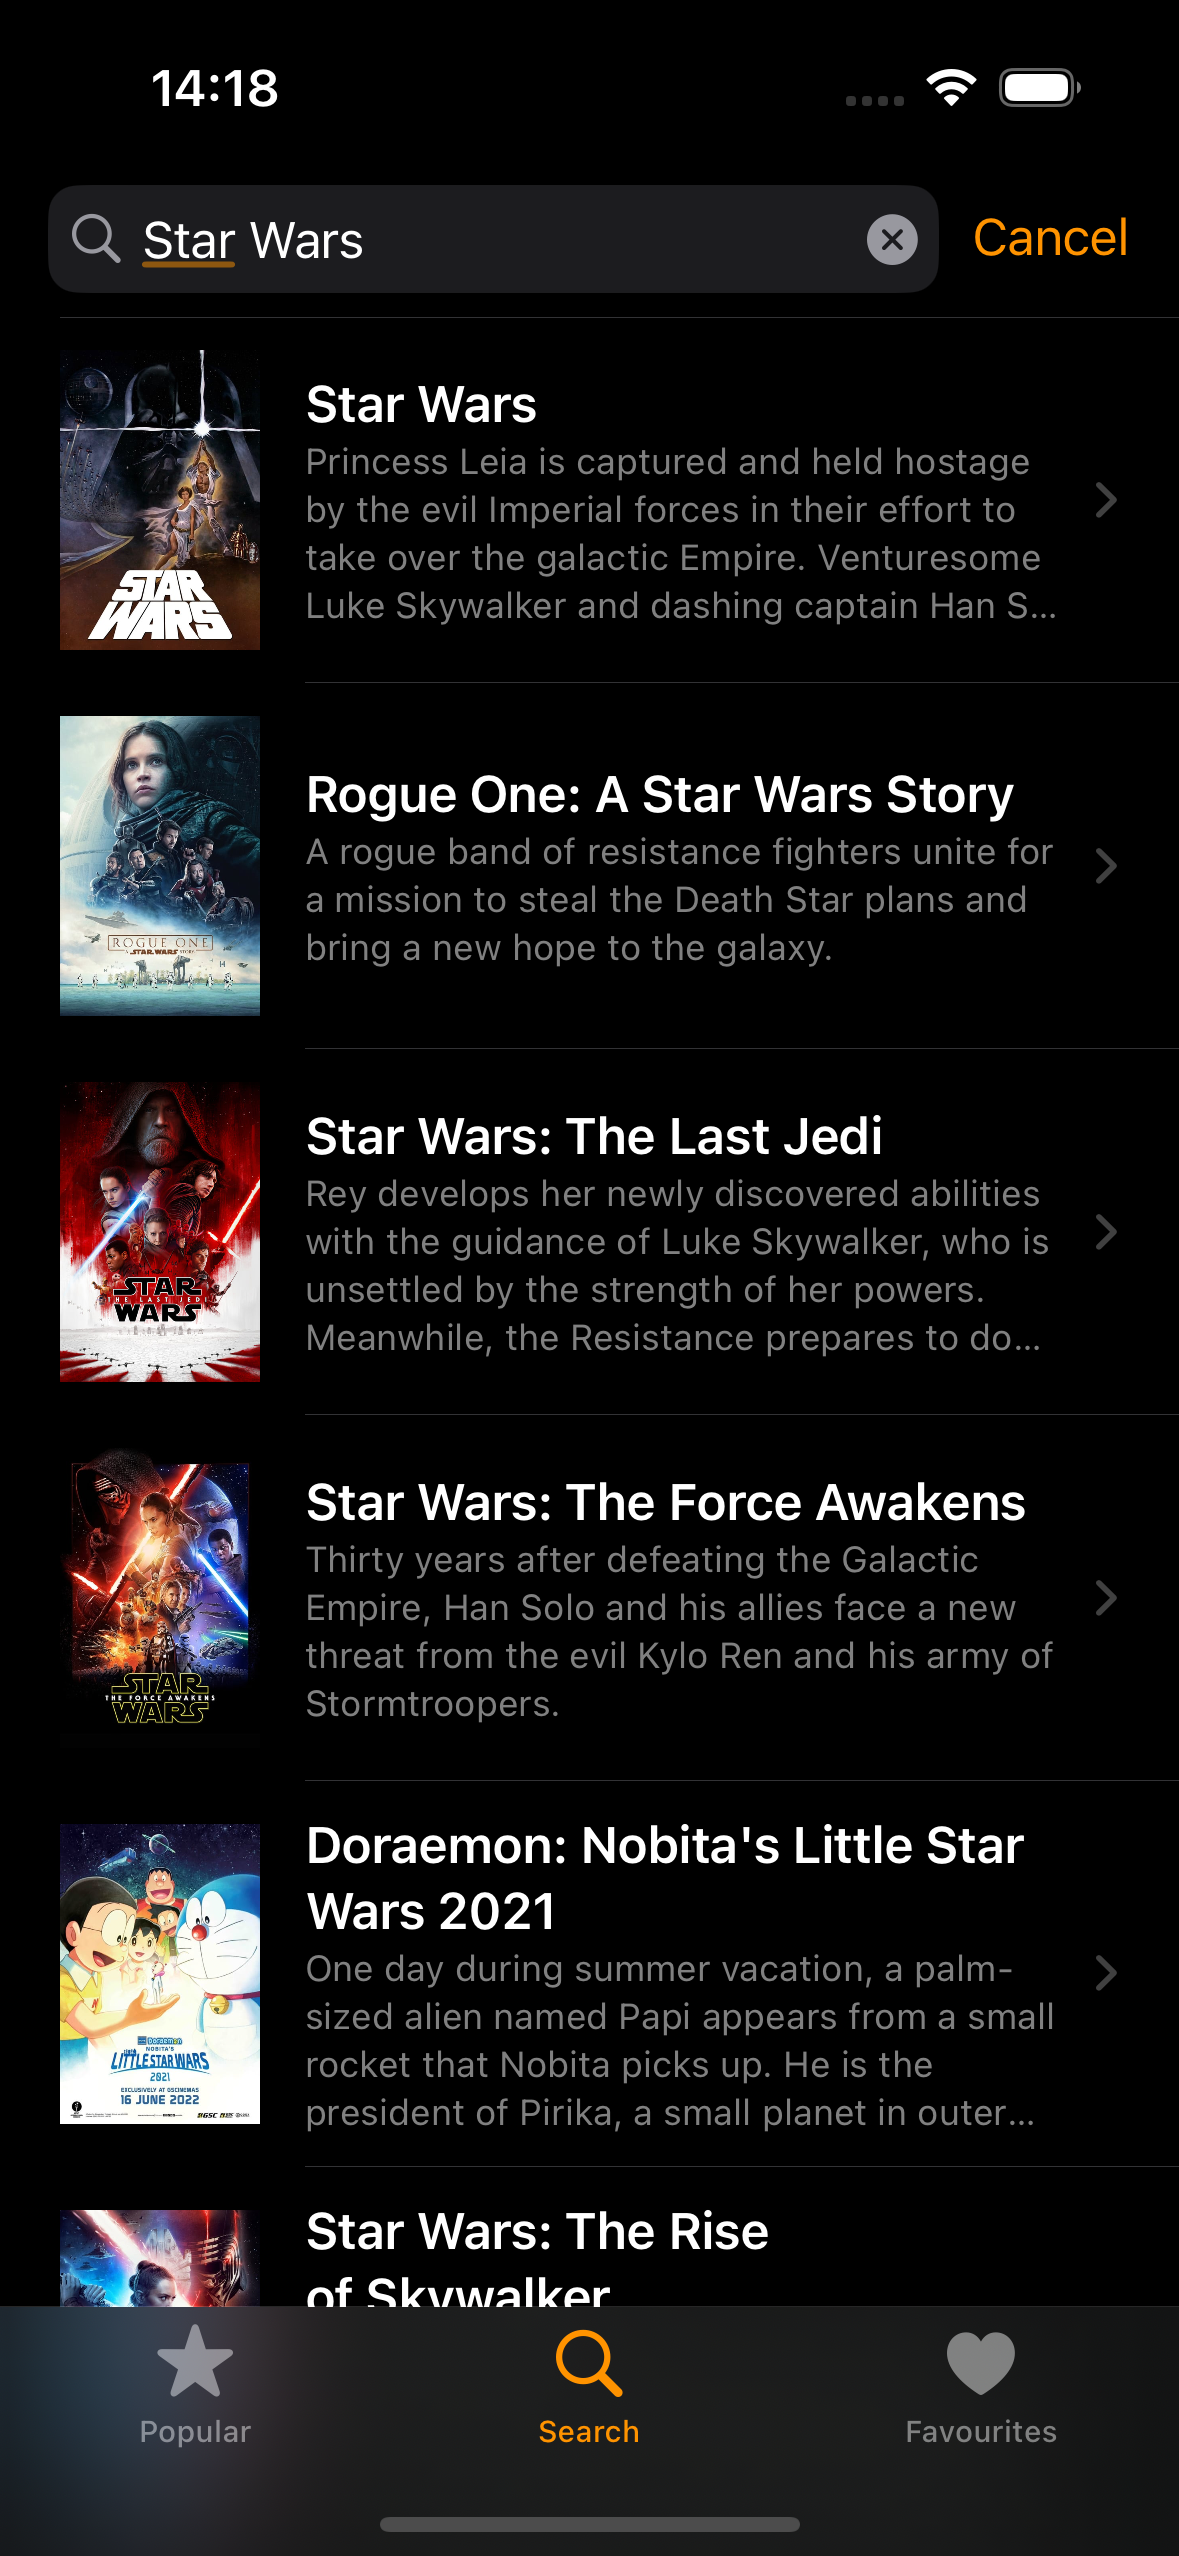 14:18
Star Wars
Cancel
STAR
WARS
Star Wars
Princess Leia is captured and held hostage
by the evil Imperial forces in their effort to
take over the galactic Empire. Venturesome
Luke Skywalker and dashing captain Han S...
ROGUE ONE
A STAR WARS STORY
Rogue One: A Star Wars Story
A rogue band of resistance fighters unite for
a mission to steal the Death Star plans and
bring a new hope to the galaxy.
STAR
THE LAST JEDI
WARS
Star Wars: The Last Jedi
Rey develops her newly discovered abilities
with the guidance of Luke Skywalker, who is
unsettled by the strength of her powers.
Meanwhile, the Resistance prepares to do...
STAR
THE FORCE AWAKENS
WARS
Star Wars: The Force Awakens
Thirty years after defeating the Galactic
Empire, Han Solo and his allies face a new
threat from the evil Kylo Ren and his army of
Stormtroopers.
Doraemon
NOBITA'S
LITTLE STAR WARS
2021
EXCLUSIVELY AT GSCINEMAS
16 JUNE 2022
GSC
Doraemon: Nobita's Little Star
Wars 2021
One day during summer vacation, a palm-
sized alien named Papi appears from a small
rocket that Nobita picks up. He is the
president of Pirika, a small planet in outer...
Star Wars: The Rise
of Skywalker
Popular
Search
Favourites